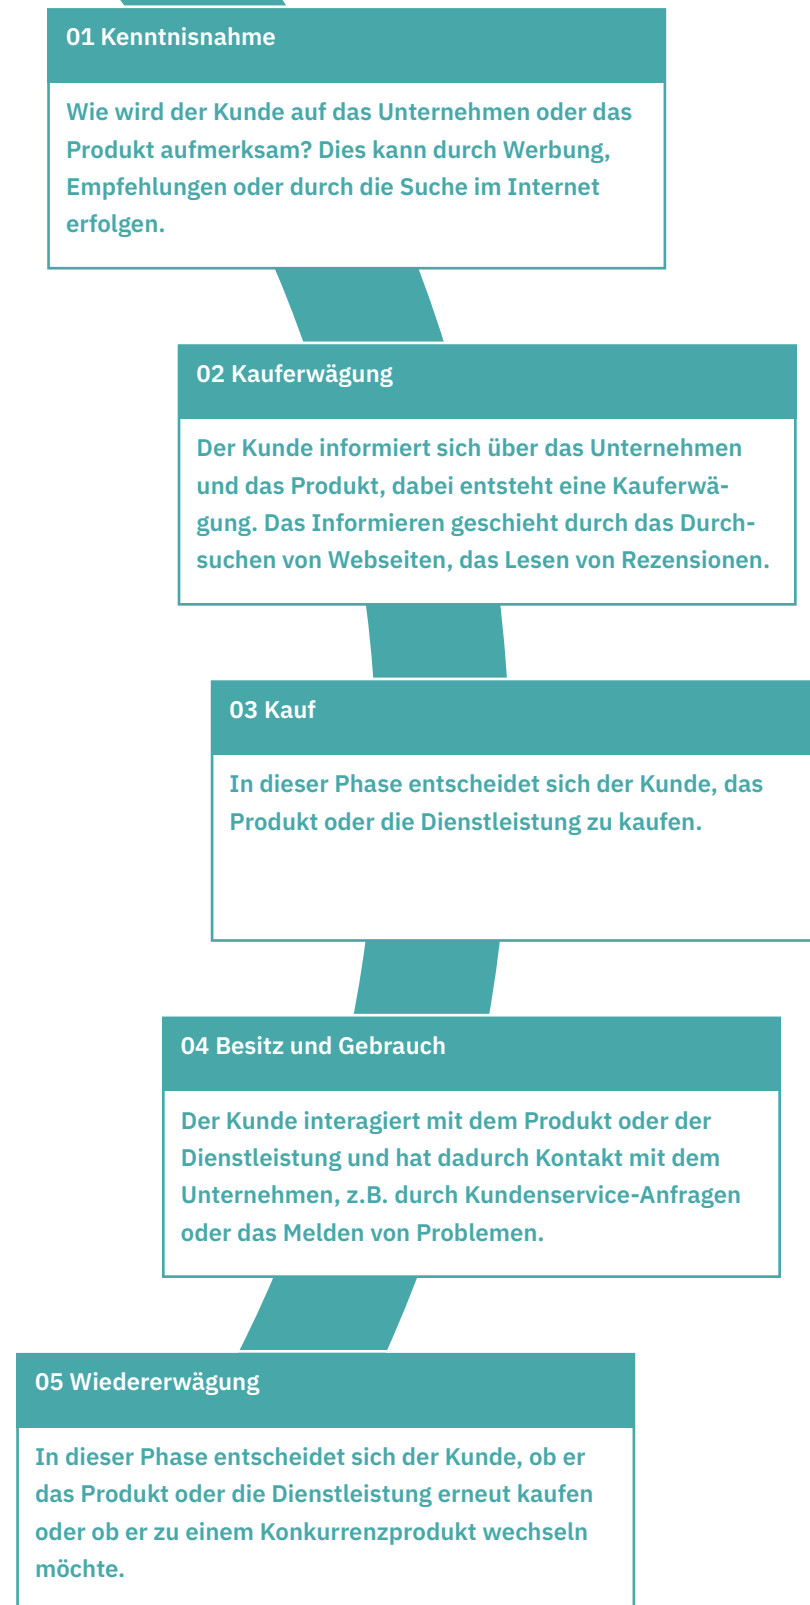 01 Kenntnisnahme
Wie wird der Kunde auf das Unternehmen oder das
Produkt aufmerksam? Dies kann durch Werbung,
Empfehlungen oder durch die Suche im Internet
erfolgen.
02 Kauferwägung
Der Kunde informiert sich über das Unternehmen
und das Produkt, dabei entsteht eine Kauferwä-
gung. Das Informieren geschieht durch das Durch-
suchen von Webseiten, das Lesen von Rezensionen.
03 Kauf
In dieser Phase entscheidet sich der Kunde, das
Produkt oder die Dienstleistung zu kaufen.
04 Besitz und Gebrauch
Der Kunde interagiert mit dem Produkt oder der
Dienstleistung und hat dadurch Kontakt mit dem
Unternehmen, z.B. durch Kundenservice-Anfragen
oder das Melden von Problemen.
05 Wiedererwägung
In dieser Phase entscheidet sich der Kunde, ob er
das Produkt oder die Dienstleistung erneut kaufen
oder ob er zu einem Konkurrenzprodukt wechseln
möchte.